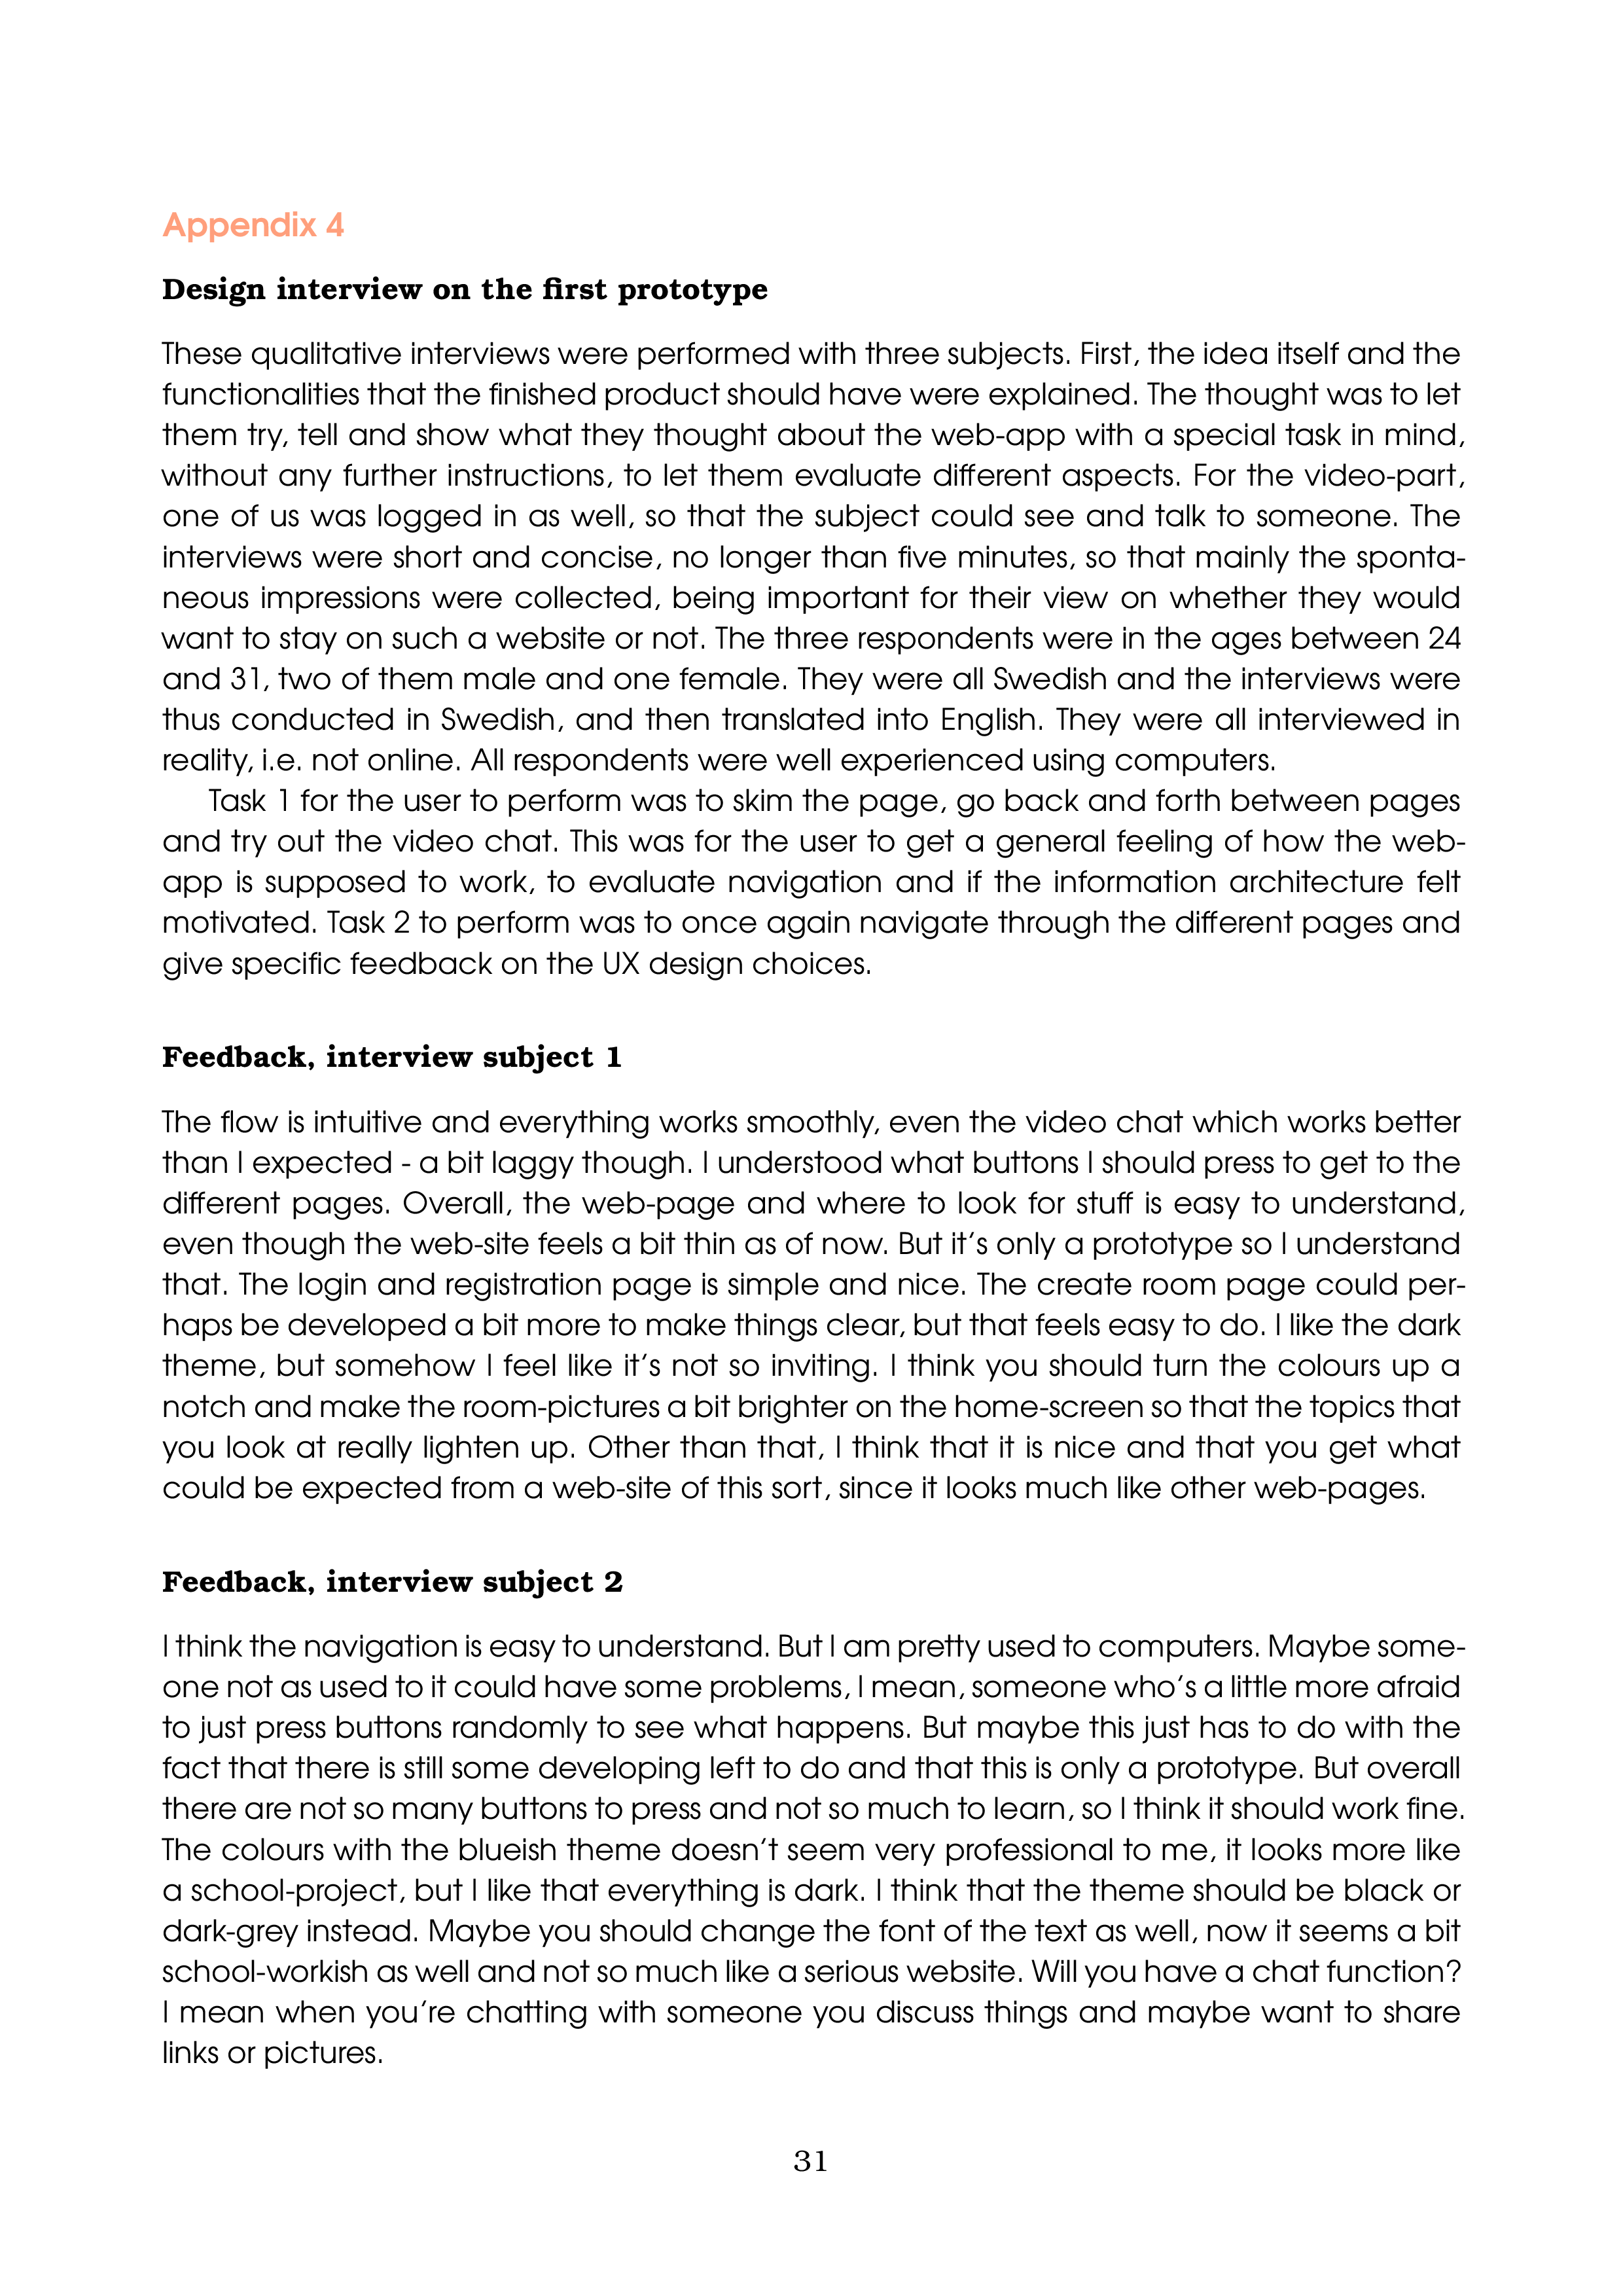 Appendix 4
Design interview on the first prototype
These qualitative interviews were performed with three subjects. First, the idea itself and the
functionalities that the finished product should have were explained. The thought was to let
them try, tell and show what they thought about the web-app with a special task in mind,
without any further instructions, to let them evaluate different aspects. For the video-part,
one of us was logged in as well, so that the subject could see and talk to someone. The
interviews were short and concise, no longer than five minutes, so that mainly the sponta-
neous impressions were collected, being important for their view on whether they would
want to stay on such a website or not. The three respondents were in the ages between 24
and 31, two of them male and one female. They were all Swedish and the interviews were
thus conducted in Swedish, and then translated into English. They were all interviewed in
reality, i.e. not online. All respondents were well experienced using computers.
Task 1 for the user to perform was to skim the page, go back and forth between pages
and try out the video chat. This was for the user to get a general feeling of how the web-
app is supposed to work, to evaluate navigation and if the information architecture felt
motivated. Task 2 to perform was to once again navigate through the different pages and
give specific feedback on the UX design choices.
Feedback, interview subject 1
The flow is intuitive and everything works smoothly, even the video chat which works better
than I expected - a bit laggy though. I understood what buttons I should press to get to the
different pages. Overall, the web-page and where to look for stuff is easy to understand,
even though the web-site feels a bit thin as of now. But it's only a prototype so I understand
that. The login and registration page is simple and nice. The create room page could per-
haps be developed a bit more to make things clear, but that feels easy to do. I like the dark
theme, but somehow I feel like it's not so inviting. I think you should turn the colours up a
notch and make the room-pictures a bit brighter on the home-screen so that the topics that
you look at really lighten up. Other than that, I think that it is nice and that you get what
could be expected from a web-site of this sort, since it looks much like other web-pages.
Feedback, interview subject 2
I think the navigation is easy to understand. But I am pretty used to computers. Maybe some-
one not as used to it could have some problems, I mean, someone who's a little more afraid
to just press buttons randomly to see what happens. But maybe this just has to do with the
fact that there is still some developing left to do and that this is only a prototype. But overall
there are not so many buttons to press and not so much to learn, so I think it should work fine.
The colours with the blueish theme doesn't seem very professional to me, it looks more like
a school-project, but I like that everything is dark. I think that the theme should be black or
dark-grey instead. Maybe you should change the font of the text as well, now it seems a bit
school-workish as well and not so much like a serious website. Will you have a chat function?
I mean when you're chatting with someone you discuss things and maybe want to share
links or pictures.
31